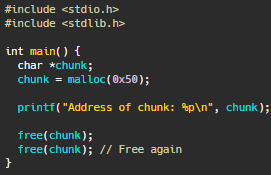 #include <stdio.h>
#include <stdlib.h>

int main() {
  char *chunk;
  chunk = malloc(0x50);

  printf("Address of chunk: %p\n", chunk);

  free(chunk);
  free(chunk); // Free again
}